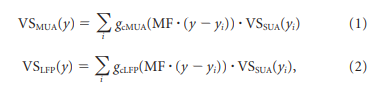 VS_MUA(y) = ∑_i g_cMUA(MF · (y − y_i)) · VS_SUA(y_i) (1)
VS_LFP(y) = ∑_i g_cLFP(MF · (y − y_i)) · VS_SUA(y_i), (2)